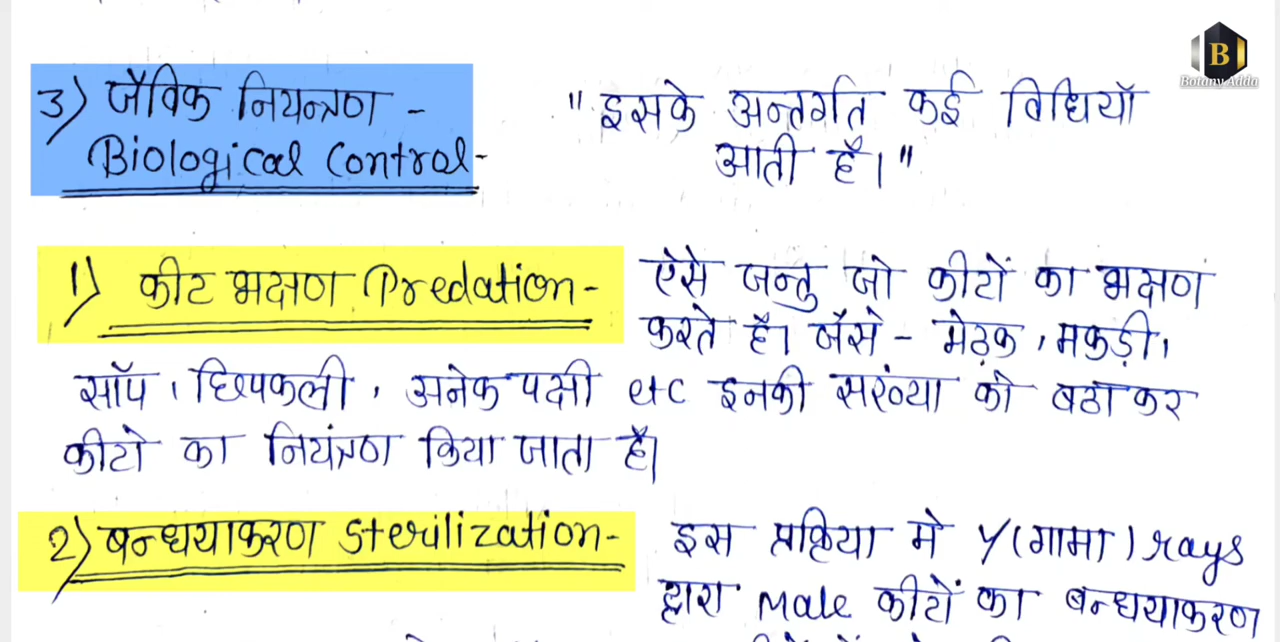 B
Botany Adda
3) जैविक नियन्त्रण - " इसके अन्तर्गत कई विधियाँ
Biological Control- आती है। "
1) कीट भक्षण Predation - ऐसे जन्तु जो कीटों का भक्षण
करते है। जैसे - मेढ़क, मकड़ी,
साँप, छिपकली, अनेक पक्षी etc इनकी संख्या को बढा कर
कीटो का नियंत्रण किया जाता है।
2) बन्धयाकरण Sterilization - इस प्रक्रिया मे γ (गामा) rays
द्वारा Male कीटों का बन्धयाकरण